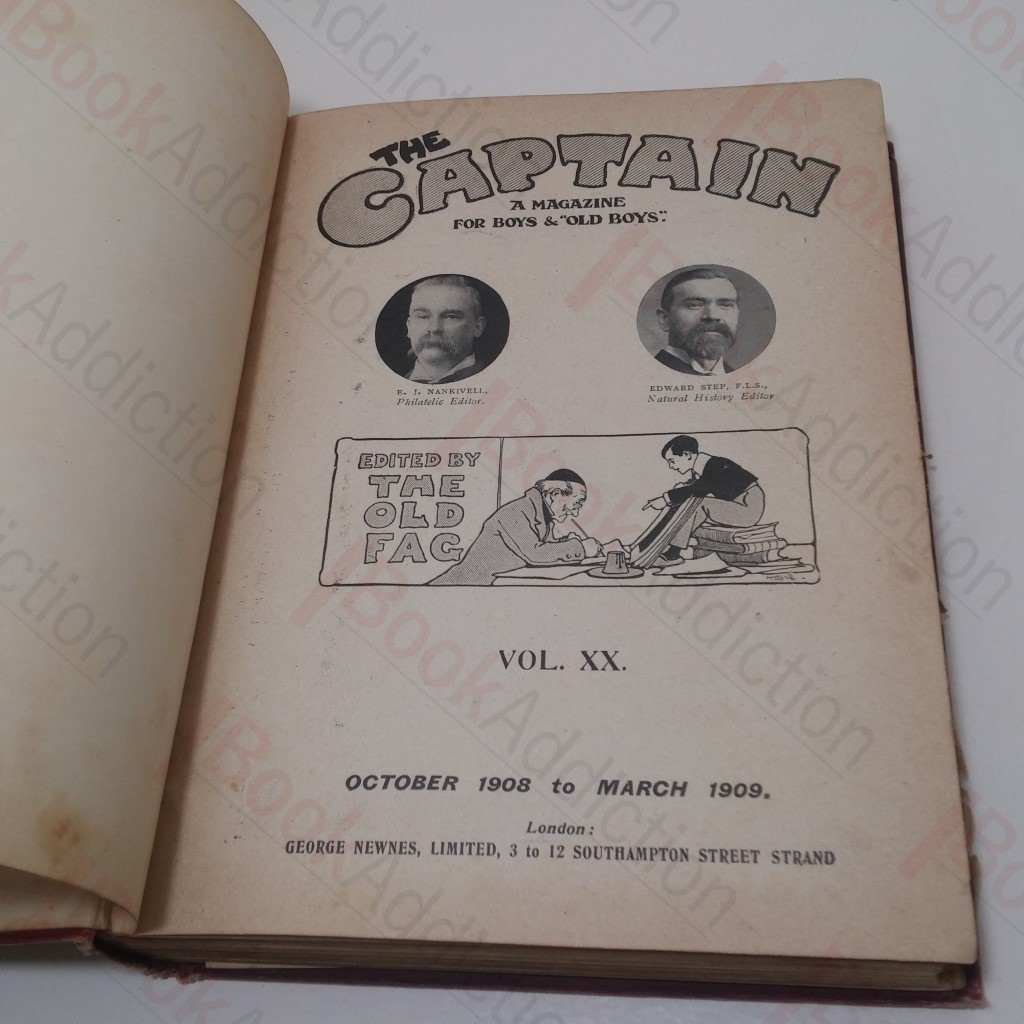 THE
CAPTAIN
A MAGAZINE
FOR BOYS & "OLD BOYS".
E. J. NANKIVELL,
Philatelic Editor.
EDWARD STEP, F.L.S.,
Natural History Editor
EDITED BY
THE
OLD
FAG
VOL. XX.
OCTOBER 1908 to MARCH 1909.
London:
GEORGE NEWNES, LIMITED, 3 to 12 SOUTHAMPTON STREET STRAND
BookAddiction